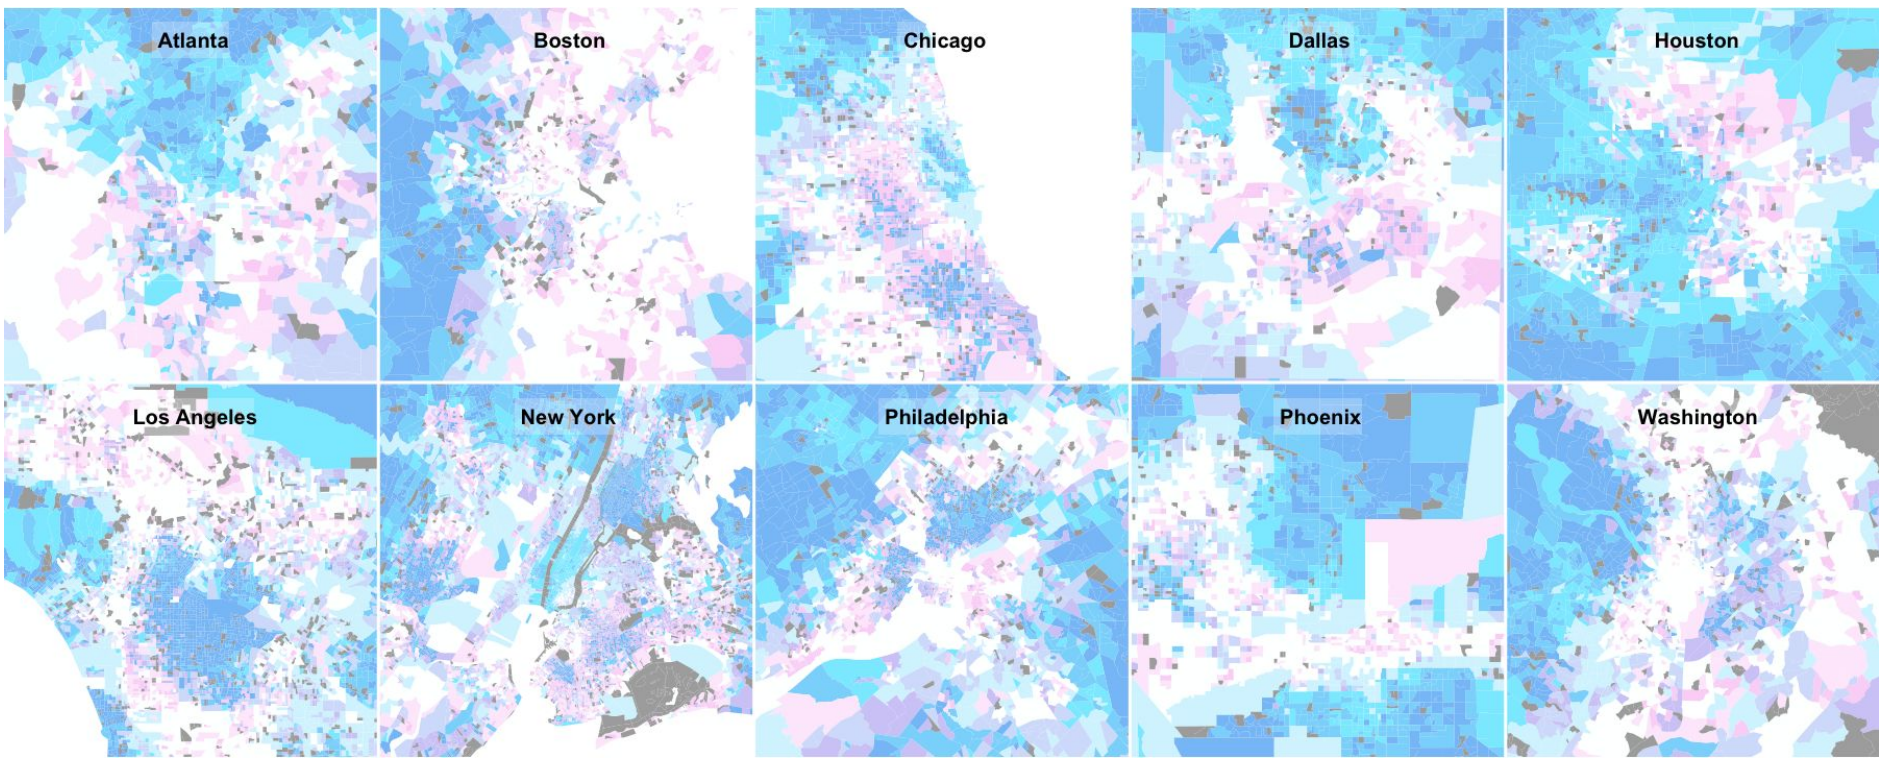 Atlanta
Boston
Chicago
Dallas
Houston
Los Angeles
New York
Philadelphia
Phoenix
Washington